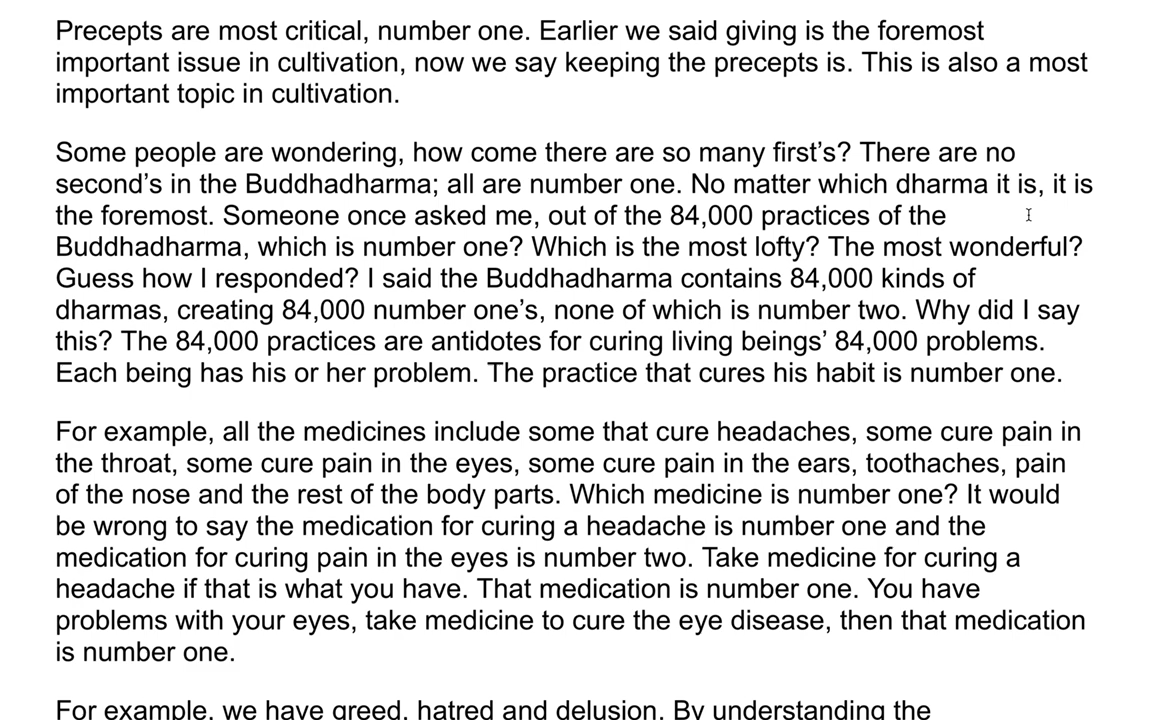 Precepts are most critical, number one. Earlier we said giving is the foremost
important issue in cultivation, now we say keeping the precepts is. This is also a most
important topic in cultivation.
Some people are wondering, how come there are so many first’s? There are no
second’s in the Buddhadharma; all are number one. No matter which dharma it is, it is
the foremost. Someone once asked me, out of the 84,000 practices of the
Buddhadharma, which is number one? Which is the most lofty? The most wonderful?
Guess how I responded? I said the Buddhadharma contains 84,000 kinds of
dharmas, creating 84,000 number one’s, none of which is number two. Why did I say
this? The 84,000 practices are antidotes for curing living beings’ 84,000 problems.
Each being has his or her problem. The practice that cures his habit is number one.
For example, all the medicines include some that cure headaches, some cure pain in
the throat, some cure pain in the eyes, some cure pain in the ears, toothaches, pain
of the nose and the rest of the body parts. Which medicine is number one? It would
be wrong to say the medication for curing a headache is number one and the
medication for curing pain in the eyes is number two. Take medicine for curing a
headache if that is what you have. That medication is number one. You have
problems with your eyes, take medicine to cure the eye disease, then that medication
is number one.
For example, we have greed, hatred and delusion. By understanding the